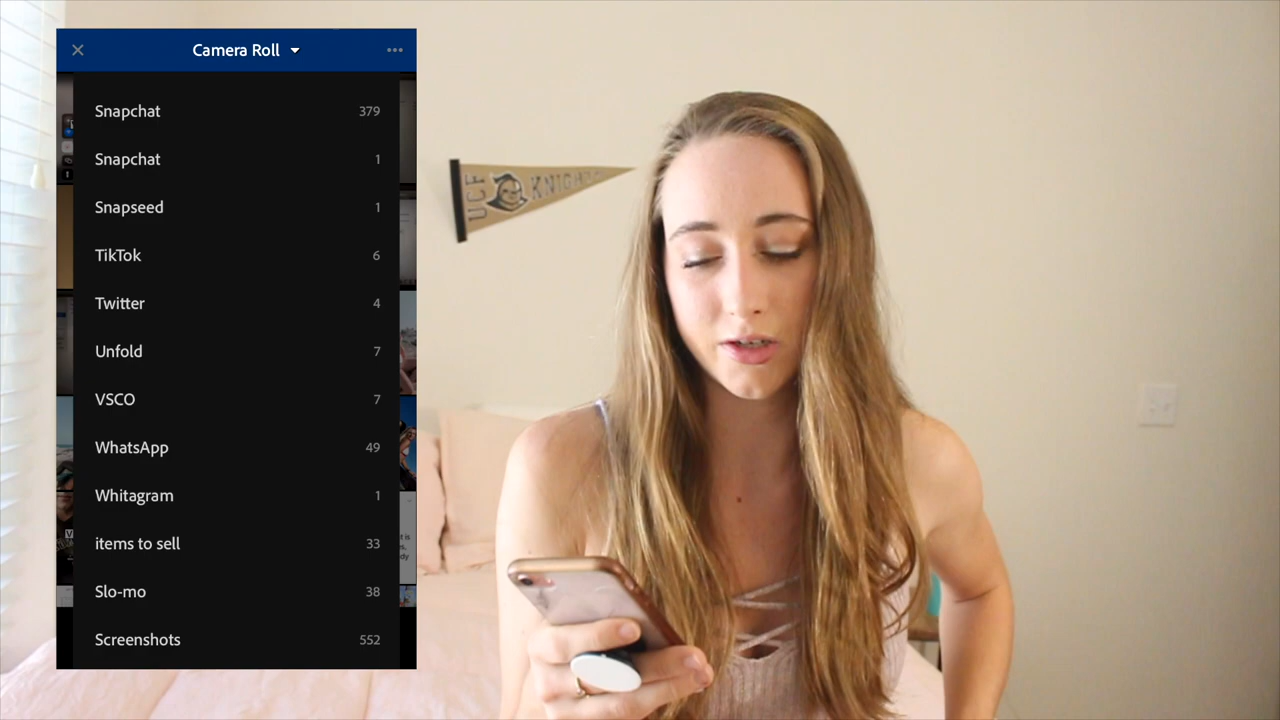 Camera Roll
Snapchat 379
Snapchat 1
Snapseed 1
TikTok 6
Twitter 4
Unfold 7
VSCO 7
WhatsApp 49
Whitagram 1
items to sell 33
Slo-mo 38
Screenshots 552
UCF KNIGHTS